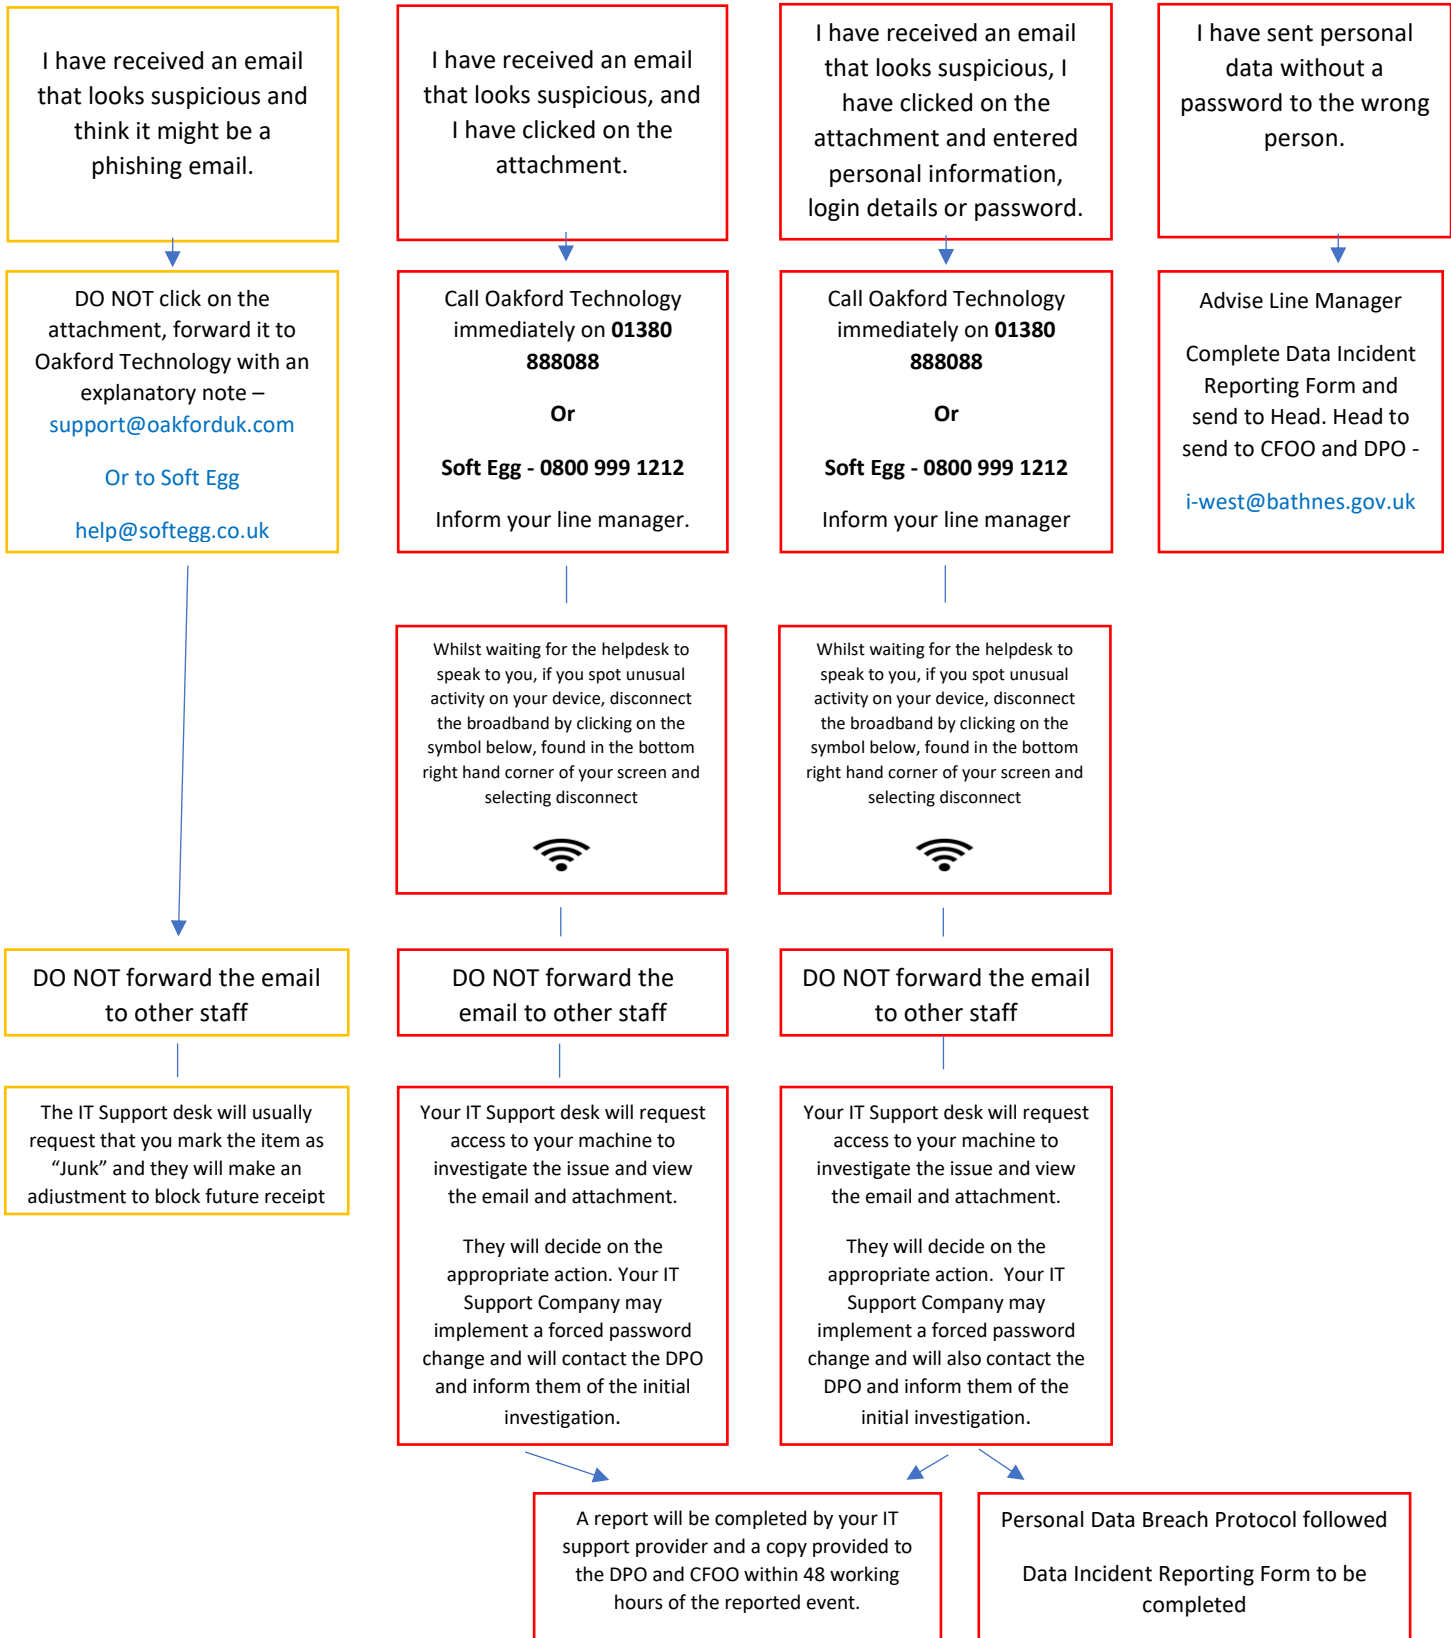 I have received an email
that looks suspicious and
think it might be a
phishing email.
I have received an email
that looks suspicious, and
I have clicked on the
attachment.
I have received an email
that looks suspicious, I
have clicked on the
attachment and entered
personal information,
login details or password.
I have sent personal
data without a
password to the wrong
person.
DO NOT click on the
attachment, forward it to
Oakford Technology with an
explanatory note –
support@oakforduk.com
Or to Soft Egg
help@softegg.co.uk
Call Oakford Technology
immediately on 01380
888088
Or
Soft Egg - 0800 999 1212
Inform your line manager.
Call Oakford Technology
immediately on 01380
888088
Or
Soft Egg - 0800 999 1212
Inform your line manager
Advise Line Manager
Complete Data Incident
Reporting Form and
send to Head. Head to
send to CFOO and DPO -
i-west@bathnes.gov.uk
Whilst waiting for the helpdesk to
speak to you, if you spot unusual
activity on your device, disconnect
the broadband by clicking on the
symbol below, found in the bottom
right hand corner of your screen and
selecting disconnect
Whilst waiting for the helpdesk to
speak to you, if you spot unusual
activity on your device, disconnect
the broadband by clicking on the
symbol below, found in the bottom
right hand corner of your screen and
selecting disconnect
DO NOT forward the email
to other staff
DO NOT forward the
email to other staff
DO NOT forward the email
to other staff
The IT Support desk will usually
request that you mark the item as
“Junk” and they will make an
adjustment to block future receipt
Your IT Support desk will request
access to your machine to
investigate the issue and view
the email and attachment.
They will decide on the
appropriate action. Your IT
Support Company may
implement a forced password
change and will contact the DPO
and inform them of the initial
investigation.
Your IT Support desk will request
access to your machine to
investigate the issue and view
the email and attachment.
They will decide on the
appropriate action. Your IT
Support Company may
implement a forced password
change and will also contact the
DPO and inform them of the
initial investigation.
A report will be completed by your IT
support provider and a copy provided to
the DPO and CFOO within 48 working
hours of the reported event.
Personal Data Breach Protocol followed
Data Incident Reporting Form to be
completed